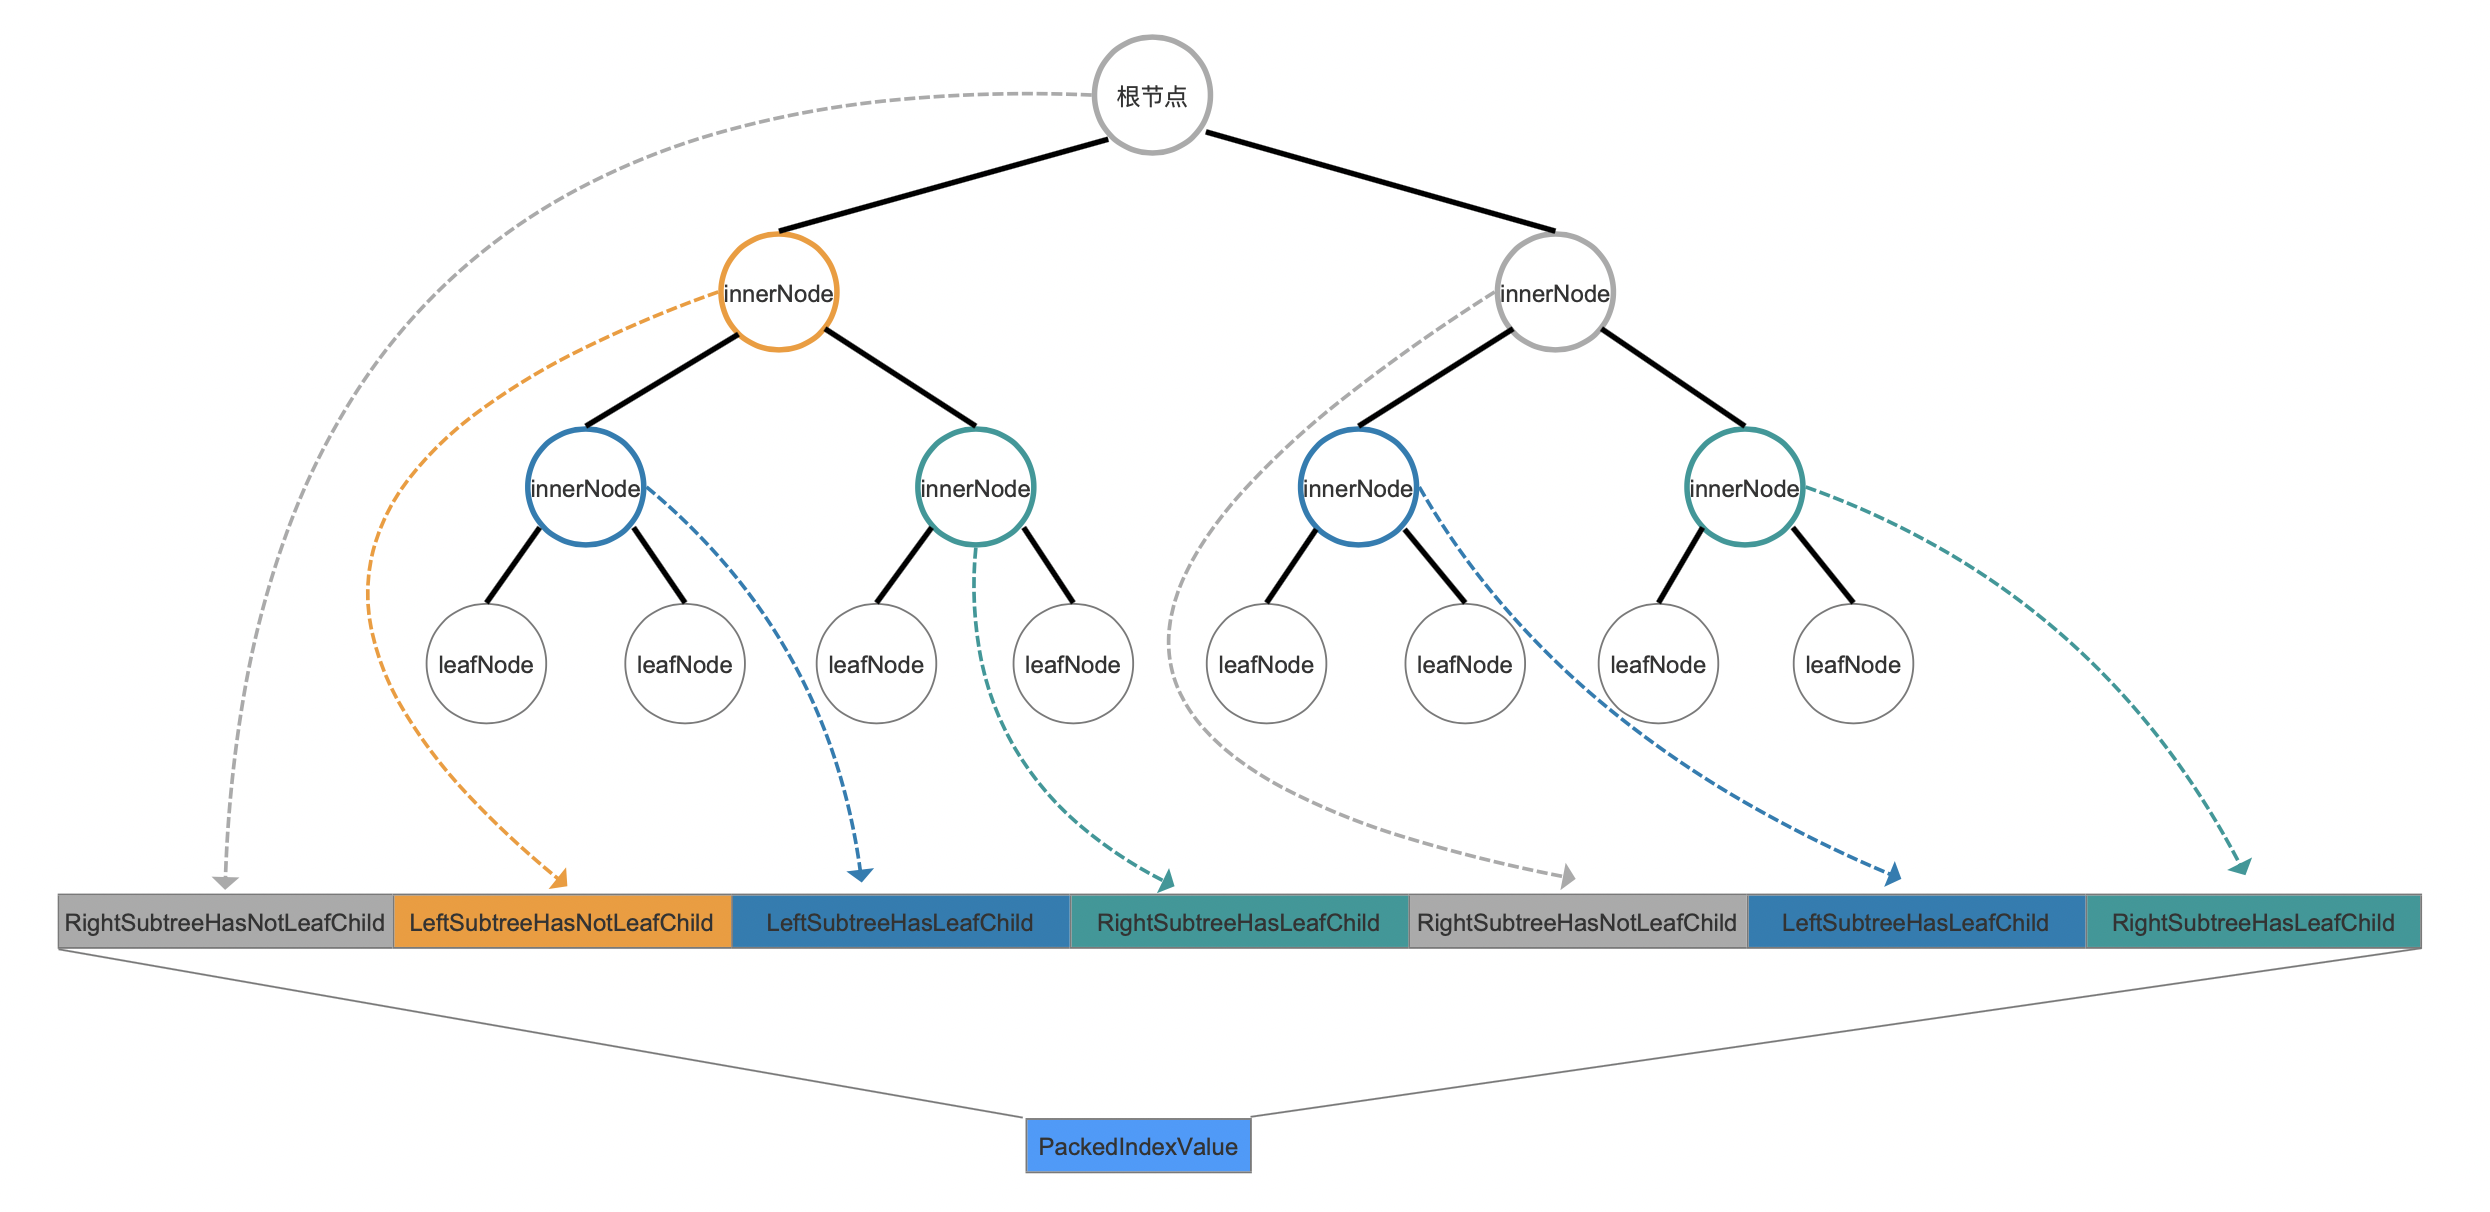 根节点
innerNode
innerNode
innerNode
innerNode
innerNode
innerNode
leafNode
leafNode
leafNode
leafNode
leafNode
leafNode
leafNode
leafNode
RightSubtreeHasNotLeafChild
LeftSubtreeHasNotLeafChild
LeftSubtreeHasLeafChild
RightSubtreeHasLeafChild
RightSubtreeHasNotLeafChild
LeftSubtreeHasLeafChild
RightSubtreeHasLeafChild
PackedIndexValue